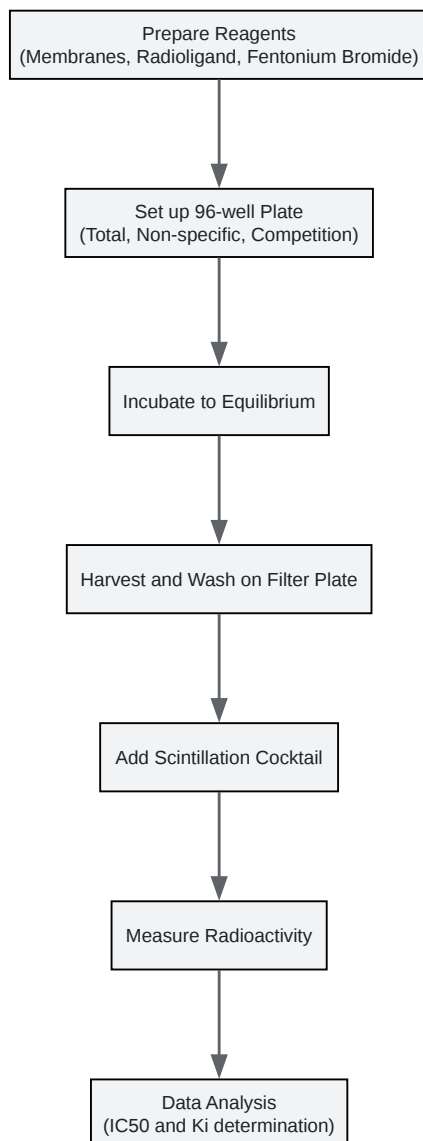 Prepare Reagents
(Membranes, Radioligand, Fentonium Bromide)
Set up 96-well Plate
(Total, Non-specific, Competition)
Incubate to Equilibrium
Harvest and Wash on Filter Plate
Add Scintillation Cocktail
Measure Radioactivity
Data Analysis
(IC50 and Ki determination)